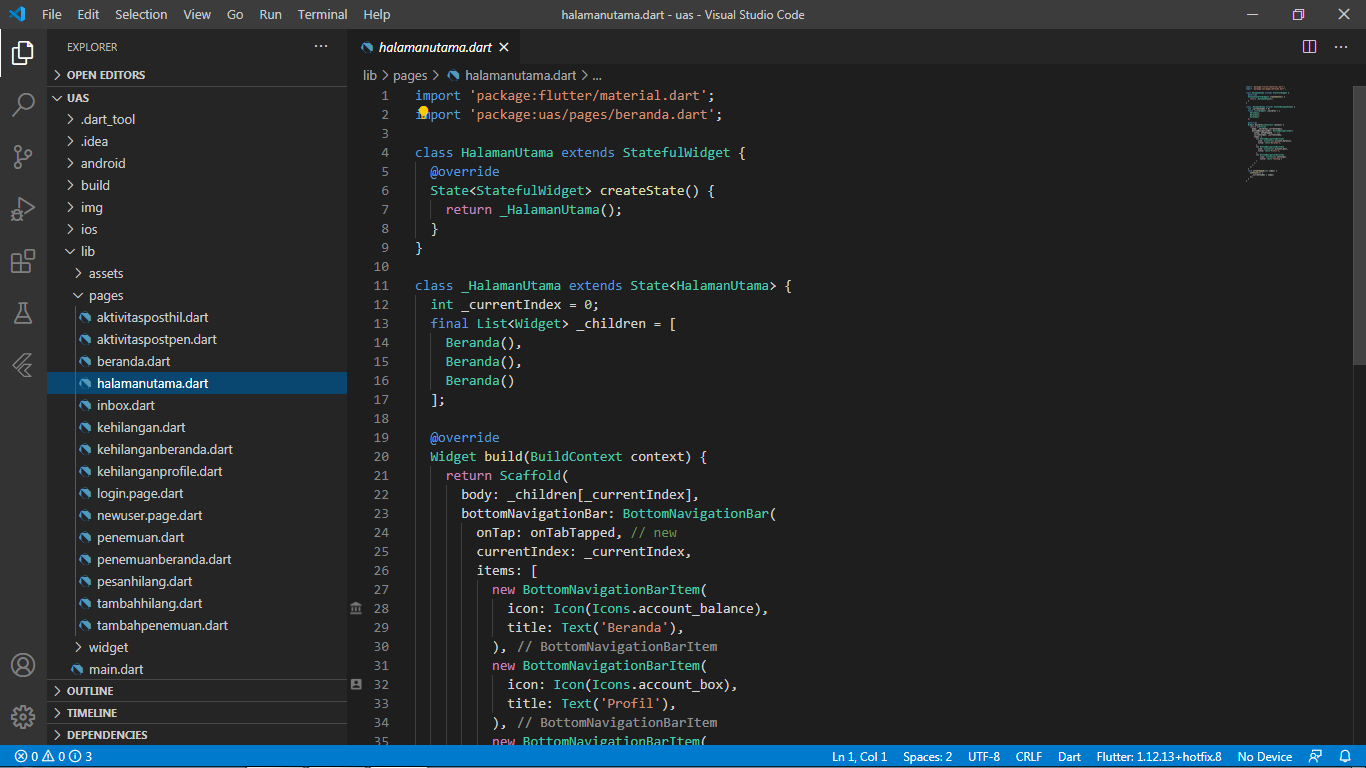 File Edit Selection View Go Run Terminal Help
halamanutama.dart - uas - Visual Studio Code
EXPLORER
OPEN EDITORS
UAS
.dart_tool
.idea
android
build
img
ios
lib
assets
pages
aktivitasposthil.dart
aktivitaspostpen.dart
beranda.dart
halamanutama.dart
inbox.dart
kehilangan.dart
kehilanganberanda.dart
kehilanganprofile.dart
login.page.dart
newuser.page.dart
penemuan.dart
penemuanberanda.dart
pesanhilang.dart
tambahhilang.dart
tambahpenemuan.dart
widget
main.dart
OUTLINE
TIMELINE
DEPENDENCIES
halamanutama.dart
lib > pages > halamanutama.dart > ...
1 import 'package:flutter/material.dart';
2 import 'package:uas/pages/beranda.dart';
3
4 class HalamanUtama extends StatefulWidget {
5 @override
6 State<StatefulWidget> createState() {
7 return _HalamanUtama();
8 }
9 }
10
11 class _HalamanUtama extends State<HalamanUtama> {
12 int _currentIndex = 0;
13 final List<Widget> _children = [
14 Beranda(),
15 Beranda(),
16 Beranda()
17 ];
18
19 @override
20 Widget build(BuildContext context) {
21 return Scaffold(
22 body: _children[_currentIndex],
23 bottomNavigationBar: BottomNavigationBar(
24 onTap: onTabTapped, // new
25 currentIndex: _currentIndex,
26 items: [
27 new BottomNavigationBarItem(
28 icon: Icon(Icons.account_balance),
29 title: Text('Beranda'),
30 ), // BottomNavigationBarItem
31 new BottomNavigationBarItem(
32 icon: Icon(Icons.account_box),
33 title: Text('Profil'),
34 ), // BottomNavigationBarItem
35 new BottomNavigationBarItem(
0 0 3
Ln 1, Col 1 Spaces: 2 UTF-8 CRLF Dart Flutter: 1.12.13+hotfix.8 No Device